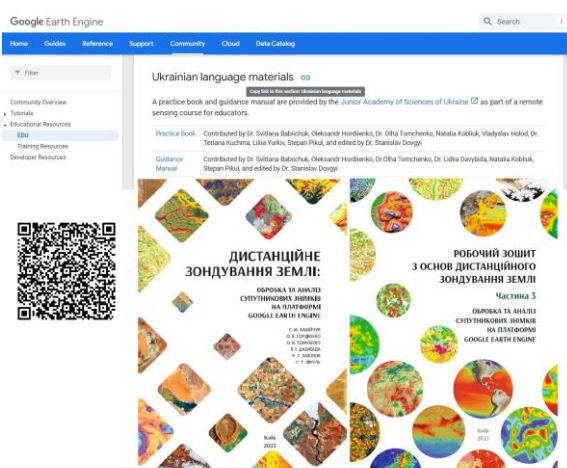 Google Earth Engine
Search
/
Home Guides Reference Support Community Cloud Data Catalog
Filter
Community Overview
Tutorials
Educational Resources
EDU
Training Resources
Developer Resources
Ukrainian language materials
Copy link to this section: Ukrainian language materials
A practice book and guidance manual are provided by the Junior Academy of Sciences of Ukraine as part of a remote
sensing course for educators.
Practice Book Contributed by Dr. Svitlana Babiichuk, Oleksandr Hordiienko, Dr. Olha Tomchenko, Natalia Kobliuk, Vladyslav Holod, Dr.
Tetiana Kuchma, Liliia Yurkiv, Stepan Pikul, and edited by Dr. Stanislav Dovgyi
Guidance Manual Contributed by Dr. Svitlana Babiichuk, Oleksandr Hordiienko, Dr.Olha Tomchenko, Dr. Lidiia Davybida, Natalia Kobliuk,
Stepan Pikul, and edited by Dr. Stanislav Dovgyi
ДИСТАНЦІЙНЕ
ЗОНДУВАННЯ ЗЕМЛІ:
ОБРОБКА ТА АНАЛІЗ
СУПУТНИКОВИХ ЗНІМКІВ
НА ПЛАТФОРМІ
GOOGLE EARTH ENGINE
С. М. БАБІЙЧУК
О. В. ГОРДІЄНКО
О. В. ТОМЧЕНКО
Л. І. ДАВИБІДА
Н. С. КОБЛЮК
С. Т. ПІКУЛЬ
Київ
2023
РОБОЧИЙ ЗОШИТ
З ОСНОВ ДИСТАНЦІЙНОГО
ЗОНДУВАННЯ ЗЕМЛІ
Частина 3
ОБРОБКА ТА АНАЛІЗ
СУПУТНИКОВИХ ЗНІМКІВ
НА ПЛАТФОРМІ
GOOGLE EARTH ENGINE
Київ
2023